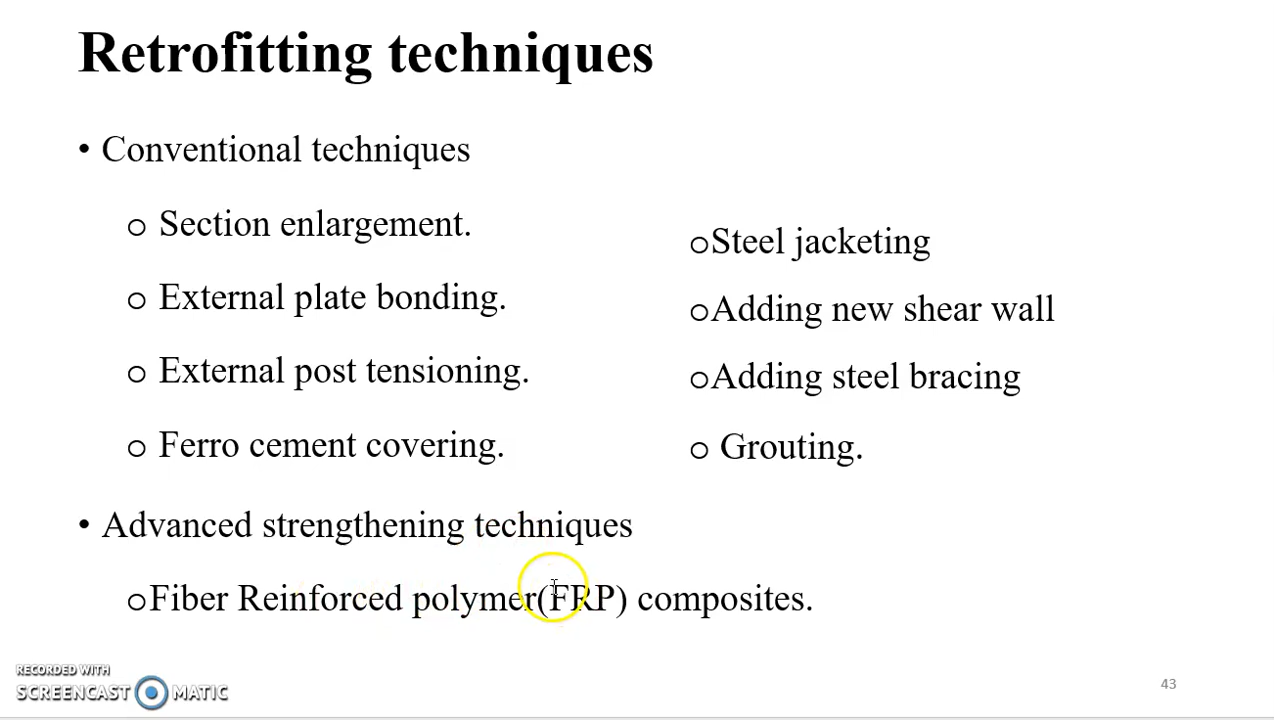 Retrofitting techniques
• Conventional techniques
o Section enlargement.
o External plate bonding.
o External post tensioning.
o Ferro cement covering.
oSteel jacketing
oAdding new shear wall
oAdding steel bracing
o Grouting.
• Advanced strengthening techniques
oFiber Reinforced polymer(FRP) composites.
RECORDED WITH
SCREENCAST MATIC
43